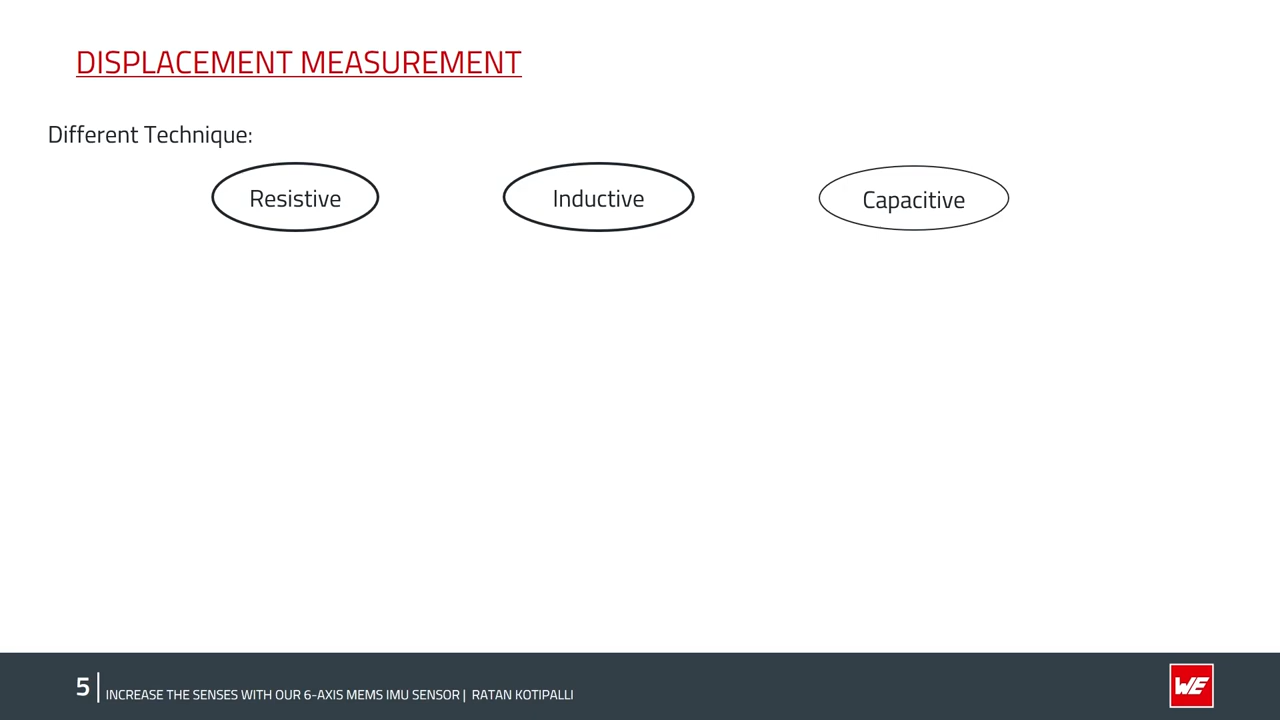 DISPLACEMENT MEASUREMENT
Different Technique:
Resistive Inductive Capacitive
5 INCREASE THE SENSES WITH OUR 6-AXIS MEMS IMU SENSOR | RATAN KOTIPALLI
WE